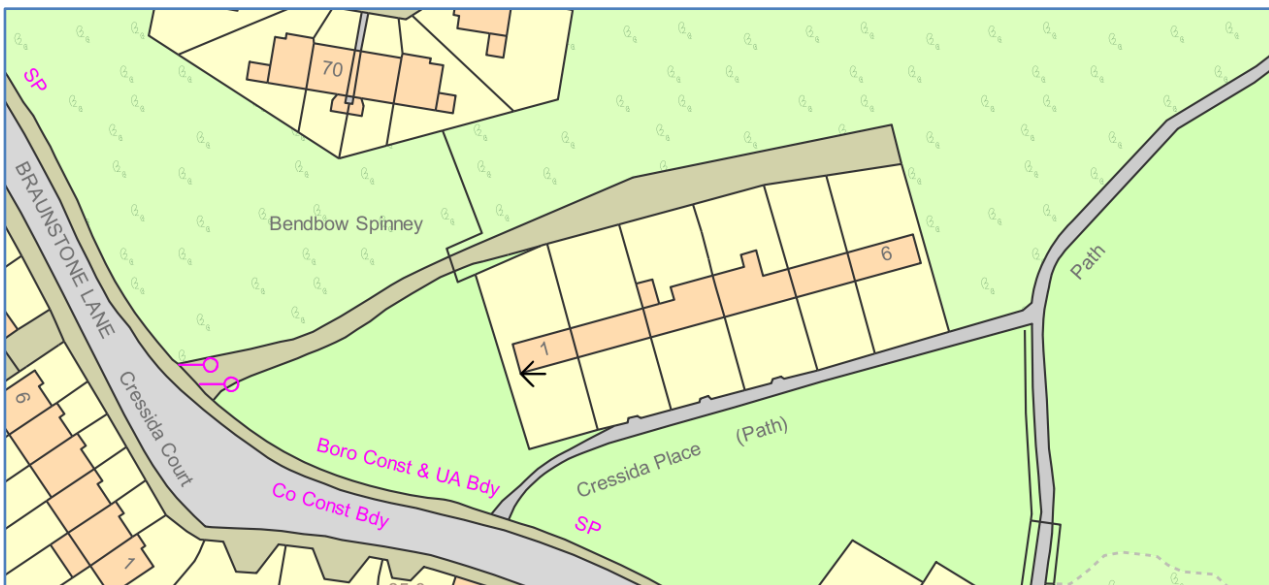 70
SP
BRAUNSTONE LANE
Bendbow Spinney
6
Path
1
6
Cressida Court
Boro Const & UA Bdy
Cressida Place (Path)
Co Const Bdy
SP
1